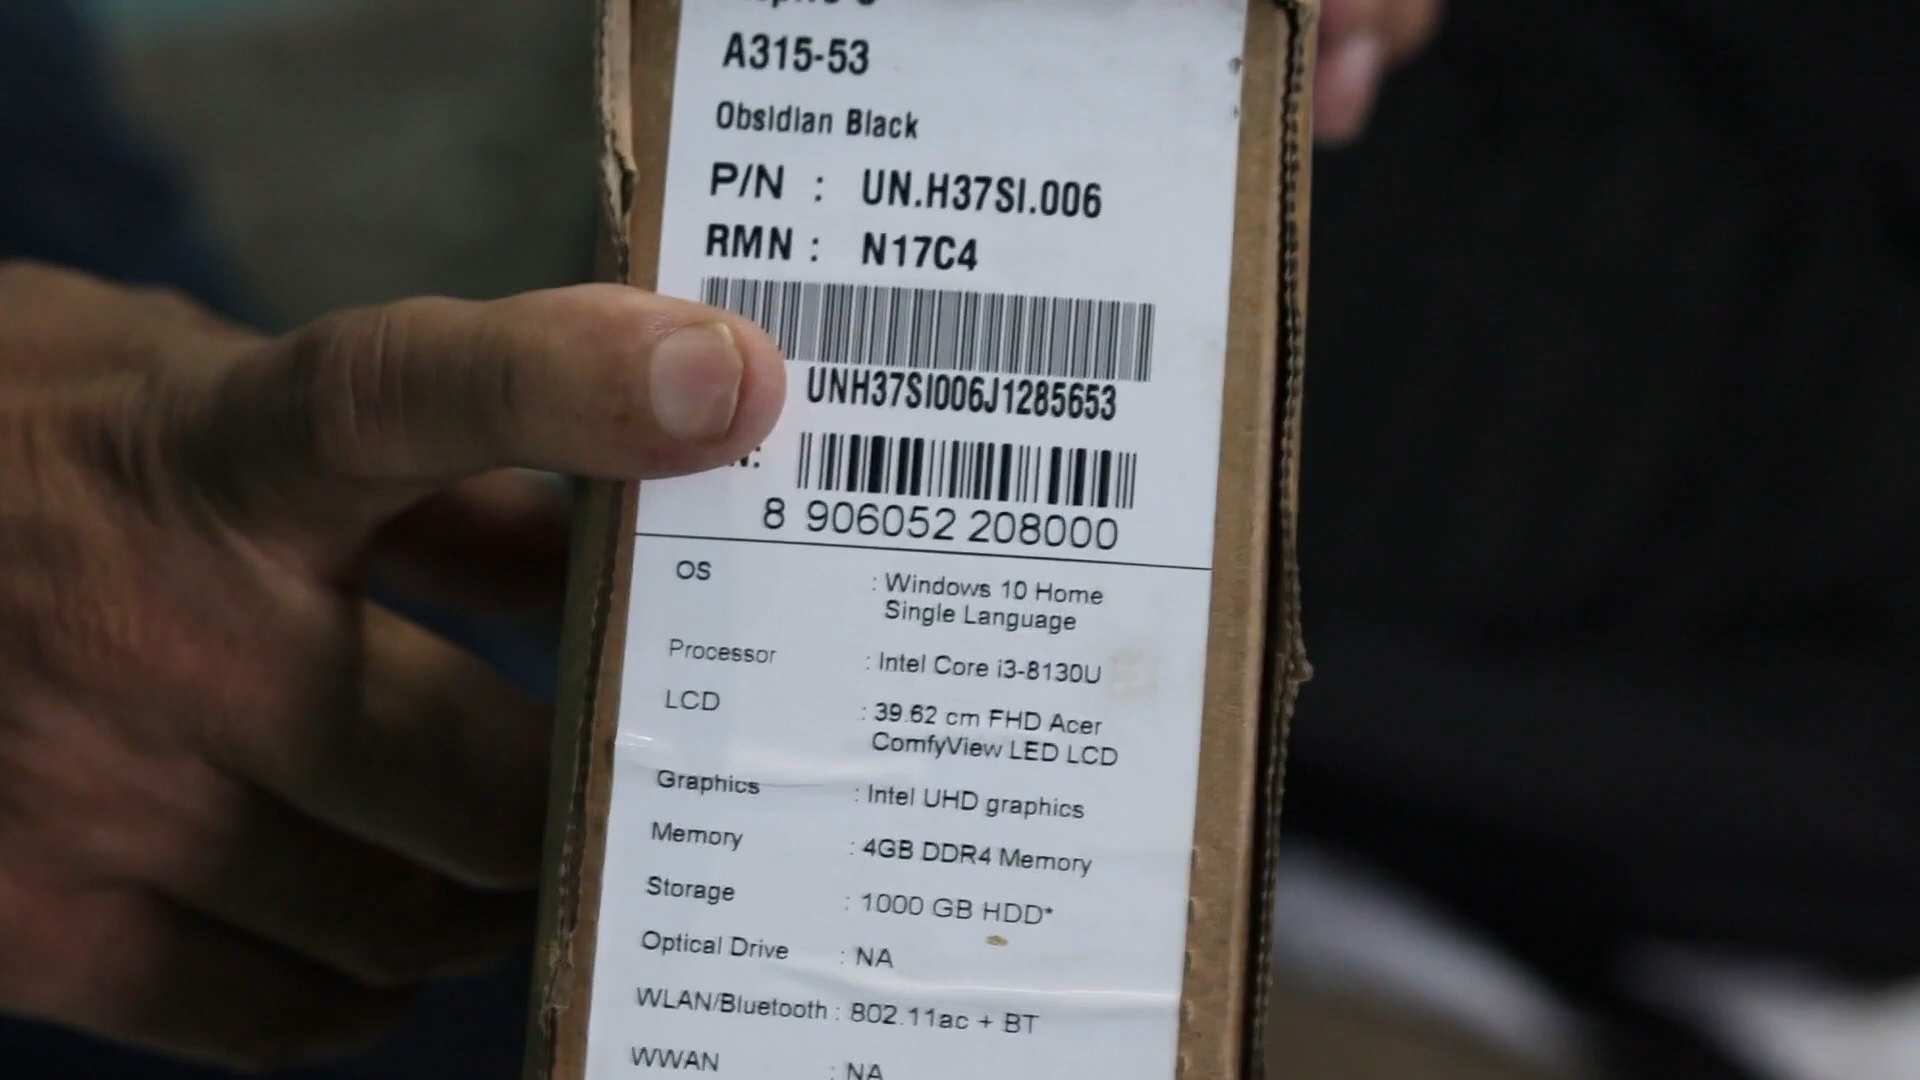 A315-53
Obsidian Black
P/N : UN.H37SI.006
RMN : N17C4
UNH37SI006J1285653
N:
8 906052 208000
OS : Windows 10 Home
Single Language
Processor : Intel Core i3-8130U
LCD : 39.62 cm FHD Acer
ComfyView LED LCD
Graphics : Intel UHD graphics
Memory : 4GB DDR4 Memory
Storage : 1000 GB HDD*
Optical Drive : NA
WLAN/Bluetooth : 802.11ac + BT
WWAN : NA